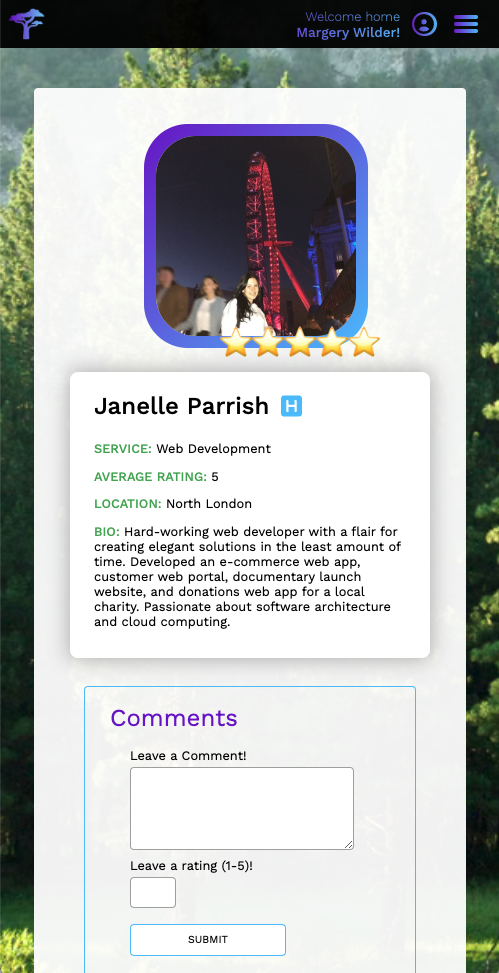 Welcome home
Margery Wilder!
Janelle Parrish H
SERVICE: Web Development
AVERAGE RATING: 5
LOCATION: North London
BIO: Hard-working web developer with a flair for
creating elegant solutions in the least amount of
time. Developed an e-commerce web app,
customer web portal, documentary launch
website, and donations web app for a local
charity. Passionate about software architecture
and cloud computing.
Comments
Leave a Comment!
Leave a rating (1-5)!
SUBMIT